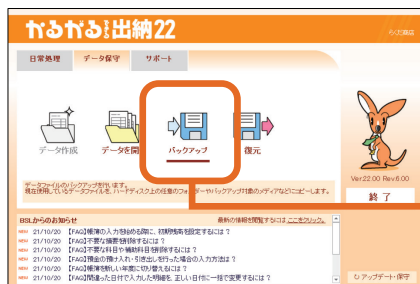 かるがるできる出納22
日常処理 データ保守 サポート
データ作成
データを開
バックアップ
復元
Ver.22.00 Rev.6.00
終了
データファイルのバックアップを行います。
現在使用しているデータファイルを、ハードディスク上の任意のフォルダーやバックアップ対象のメディアなどにコピーします。
BSLからのお知らせ 最新の情報を閲覧するには ここをクリック。
NEW 21/10/20 【FAQ】帳簿の入力を始める際に、初期残高を設定するには？
NEW 21/10/20 【FAQ】不要な摘要を削除するには？
NEW 21/10/20 【FAQ】不要な科目や補助科目を削除するには？
NEW 21/10/20 【FAQ】預金の預け入れ・引き出しを行った場合の入力方法は？
NEW 21/10/20 【FAQ】帳簿を新しい年度に切り替えるには？
NEW 21/10/20 【FAQ】間違った日付で入力した明細を、正しい日付に一括で変更するには？
アップデート・保守